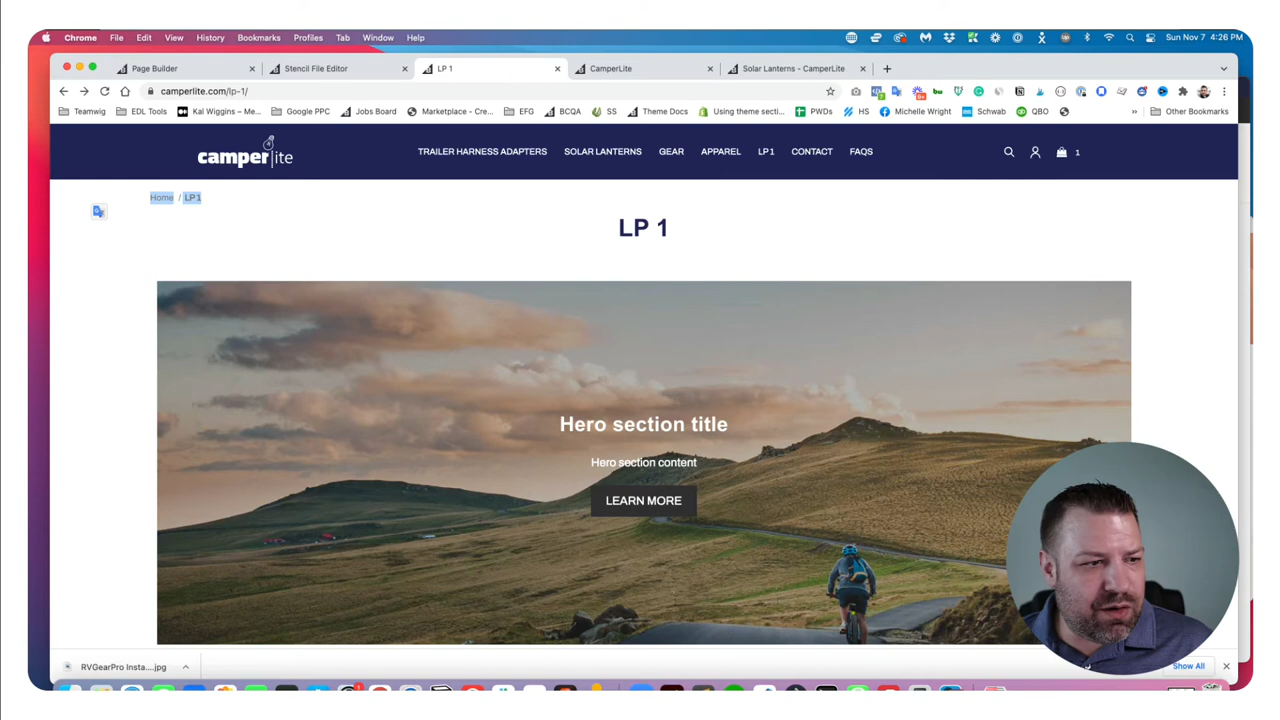 Chrome File Edit View History Bookmarks Profiles Tab Window Help Sun Nov 7 4:26 PM
Page Builder Stencil File Editor LP 1 CamperLite Solar Lanterns - CamperLite
camperlite.com/lp-1/
Teamwig EDL Tools Kal Wiggins – Me... Google PPC Jobs Board Marketplace - Cre... EFG BCQA SS Theme Docs Using theme secti... PWDs HS Michelle Wright Schwab QBO » Other Bookmarks
camperlite TRAILER HARNESS ADAPTERS SOLAR LANTERNS GEAR APPAREL LP 1 CONTACT FAQS 1
Home / LP 1
LP 1
Hero section title
Hero section content
LEARN MORE
RVGearPro Insta....jpg Show All